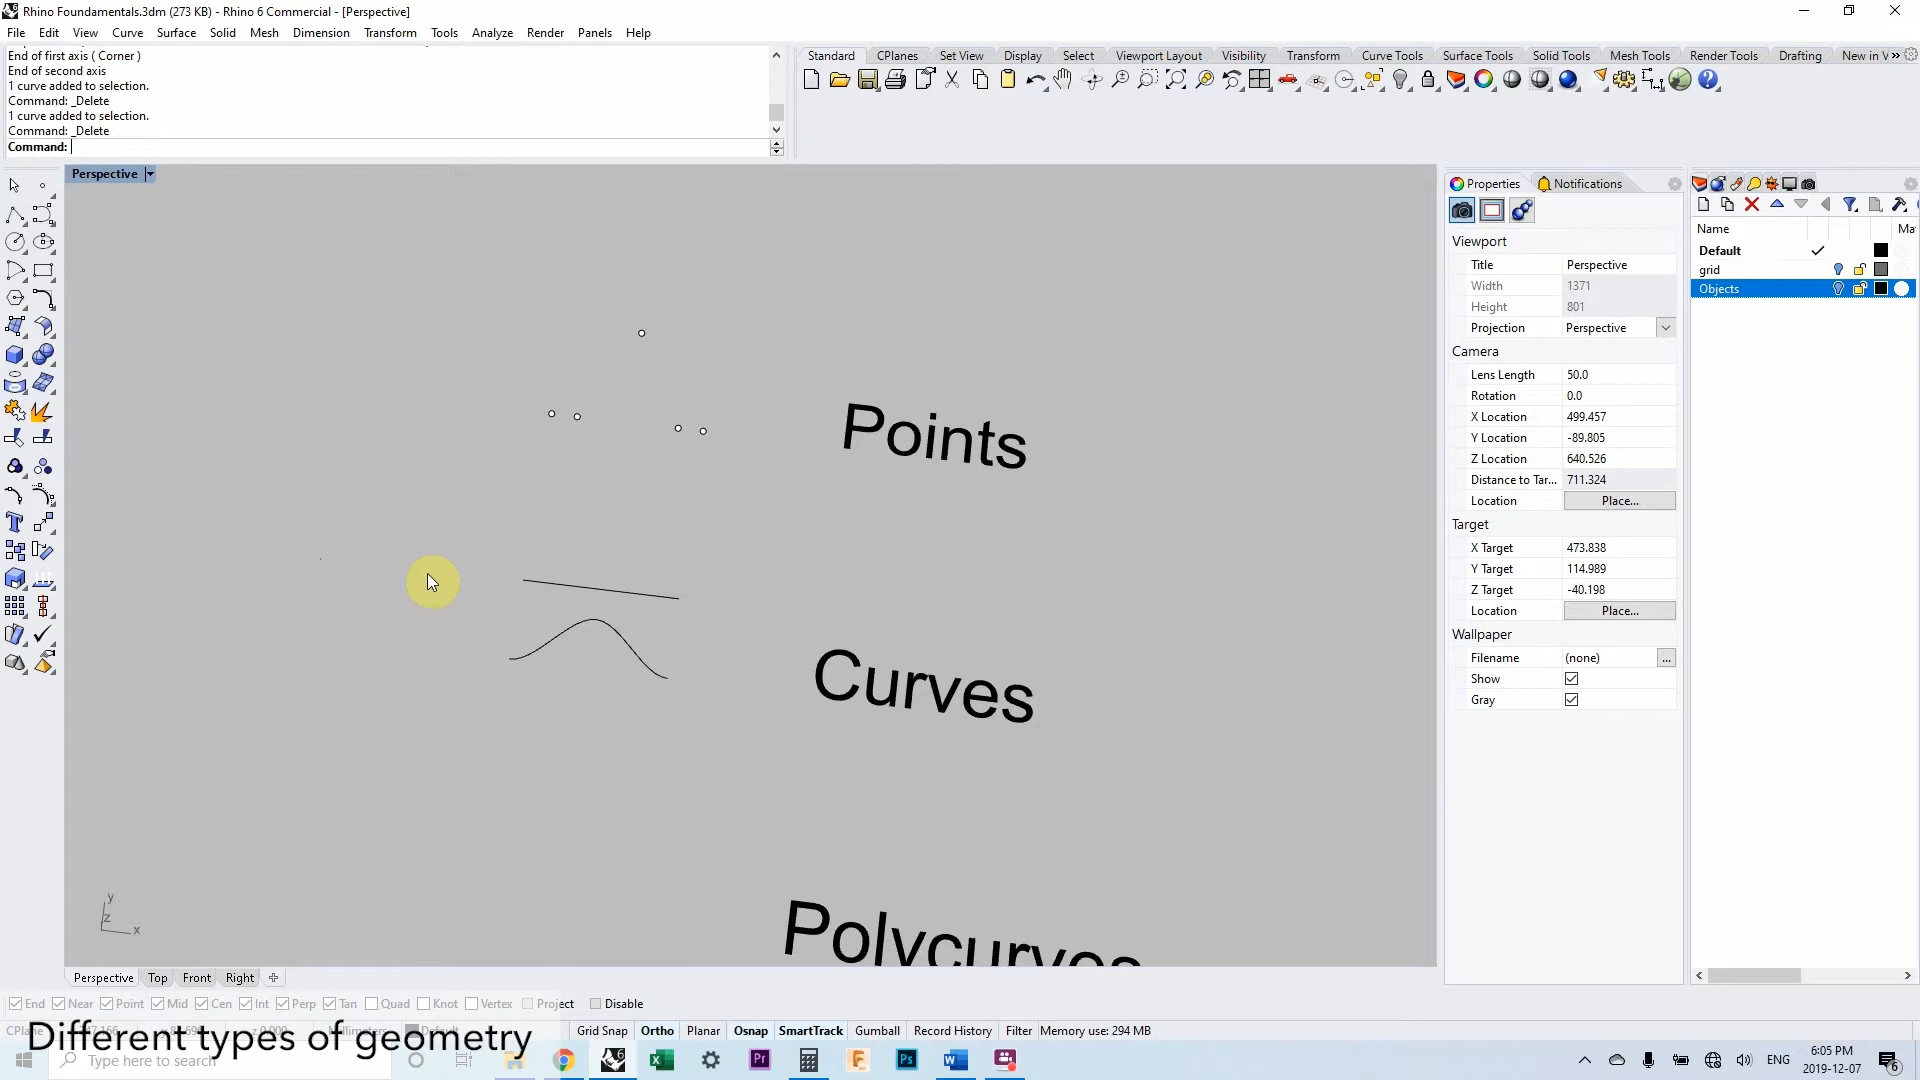 Rhino Foundamentals.3dm (273 KB) - Rhino 6 Commercial - [Perspective]
File Edit View Curve Surface Solid Mesh Dimension Transform Tools Analyze Render Panels Help
End of first axis ( Corner )
End of second axis
1 curve added to selection.
Command: _Delete
1 curve added to selection.
Command: _Delete
Command:
Standard CPlanes Set View Display Select Viewport Layout Visibility Transform Curve Tools Surface Tools Solid Tools Mesh Tools Render Tools Drafting New in V
Perspective
Points
Curves
Polycurves
y
z
x
Properties Notifications
Viewport
Title Perspective
Width 1371
Height 801
Projection Perspective
Camera
Lens Length 50.0
Rotation 0.0
X Location 499.457
Y Location -89.805
Z Location 640.526
Distance to Tar... 711.324
Location Place...
Target
X Target 473.838
Y Target 114.989
Z Target -40.198
Location Place...
Wallpaper
Filename (none) ...
Show
Gray
Name Ma
Default
grid
Objects
Perspective Top Front Right
End Near Point Mid Cen Int Perp Tan Quad Knot Vertex Project Disable
Grid Snap Ortho Planar Osnap SmartTrack Gumball Record History Filter Memory use: 294 MB
Different types of geometry
Type here to search
ENG
6:05 PM
2019-12-07
6